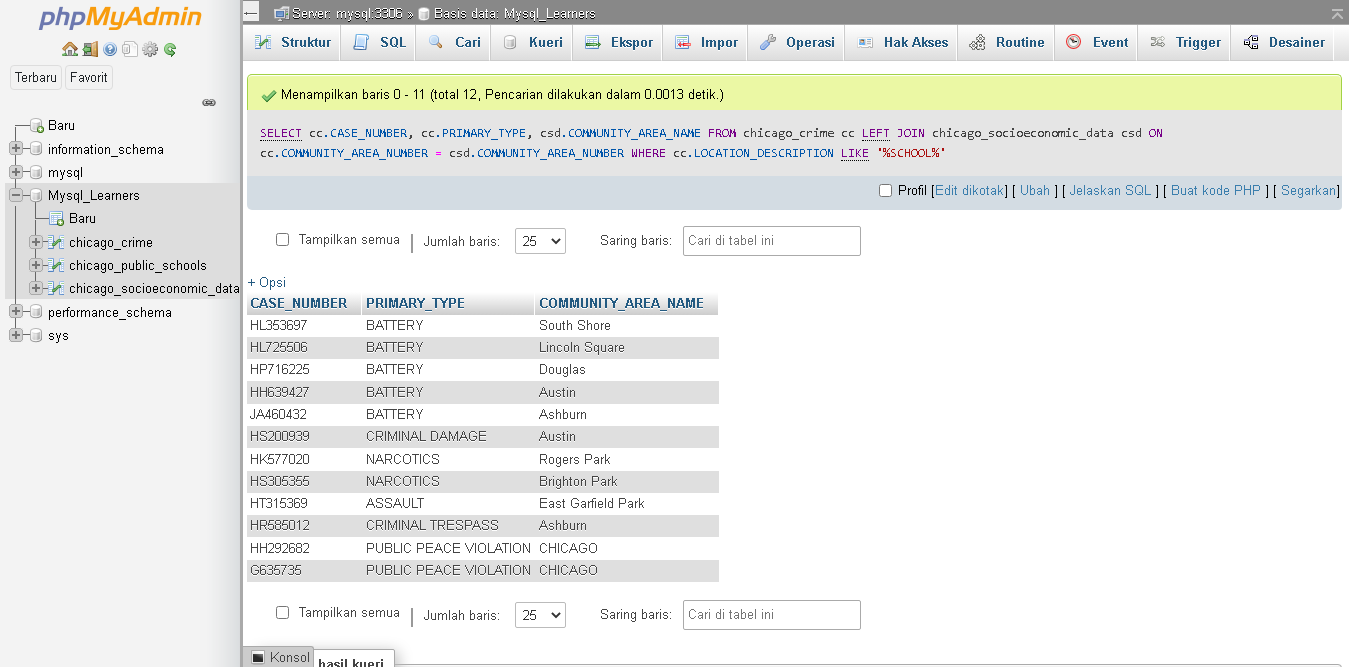 phpMyAdmin
Terbaru Favorit
Baru
information_schema
mysql
Mysql_Learners
Baru
chicago_crime
chicago_public_schools
chicago_socioeconomic_data
performance_schema
sys
Server: mysql:3306 » Basis data: Mysql_Learners
Struktur SQL Cari Kueri Ekspor Impor Operasi Hak Akses Routine Event Trigger Desainer
Menampilkan baris 0 - 11 (total 12, Pencarian dilakukan dalam 0.0013 detik.)
SELECT cc.CASE_NUMBER, cc.PRIMARY_TYPE, csd.COMMUNITY_AREA_NAME FROM chicago_crime cc LEFT JOIN chicago_socioeconomic_data csd ON
cc.COMMUNITY_AREA_NUMBER = csd.COMMUNITY_AREA_NUMBER WHERE cc.LOCATION_DESCRIPTION LIKE '%SCHOOL%'
Profil [Edit dikotak] [ Ubah ] [ Jelaskan SQL ] [ Buat kode PHP ] [ Segarkan]
Tampilkan semua | Jumlah baris: 25 Saring baris: Cari di tabel ini
+ Opsi
CASE_NUMBER PRIMARY_TYPE COMMUNITY_AREA_NAME
HL353697 BATTERY South Shore
HL725506 BATTERY Lincoln Square
HP716225 BATTERY Douglas
HH639427 BATTERY Austin
JA460432 BATTERY Ashburn
HS200939 CRIMINAL DAMAGE Austin
HK577020 NARCOTICS Rogers Park
HS305355 NARCOTICS Brighton Park
HT315369 ASSAULT East Garfield Park
HR585012 CRIMINAL TRESPASS Ashburn
HH292682 PUBLIC PEACE VIOLATION CHICAGO
G635735 PUBLIC PEACE VIOLATION CHICAGO
Tampilkan semua | Jumlah baris: 25 Saring baris: Cari di tabel ini
Konsol hasil kueri